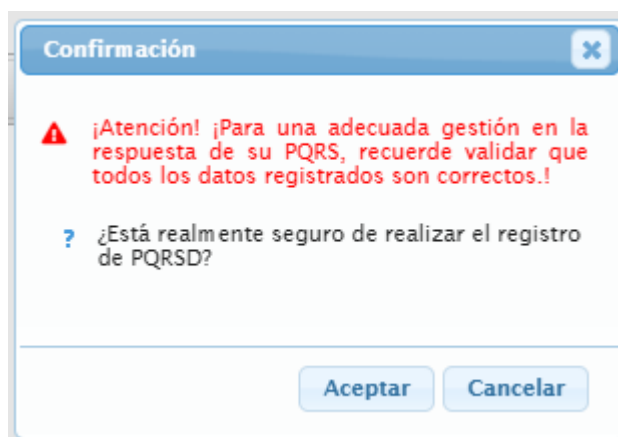 Confirmación
¡Atención! ¡Para una adecuada gestión en la
respuesta de su PQRS, recuerde validar que
todos los datos registrados son correctos.!
¿Está realmente seguro de realizar el registro
de PQRSD?
Aceptar
Cancelar